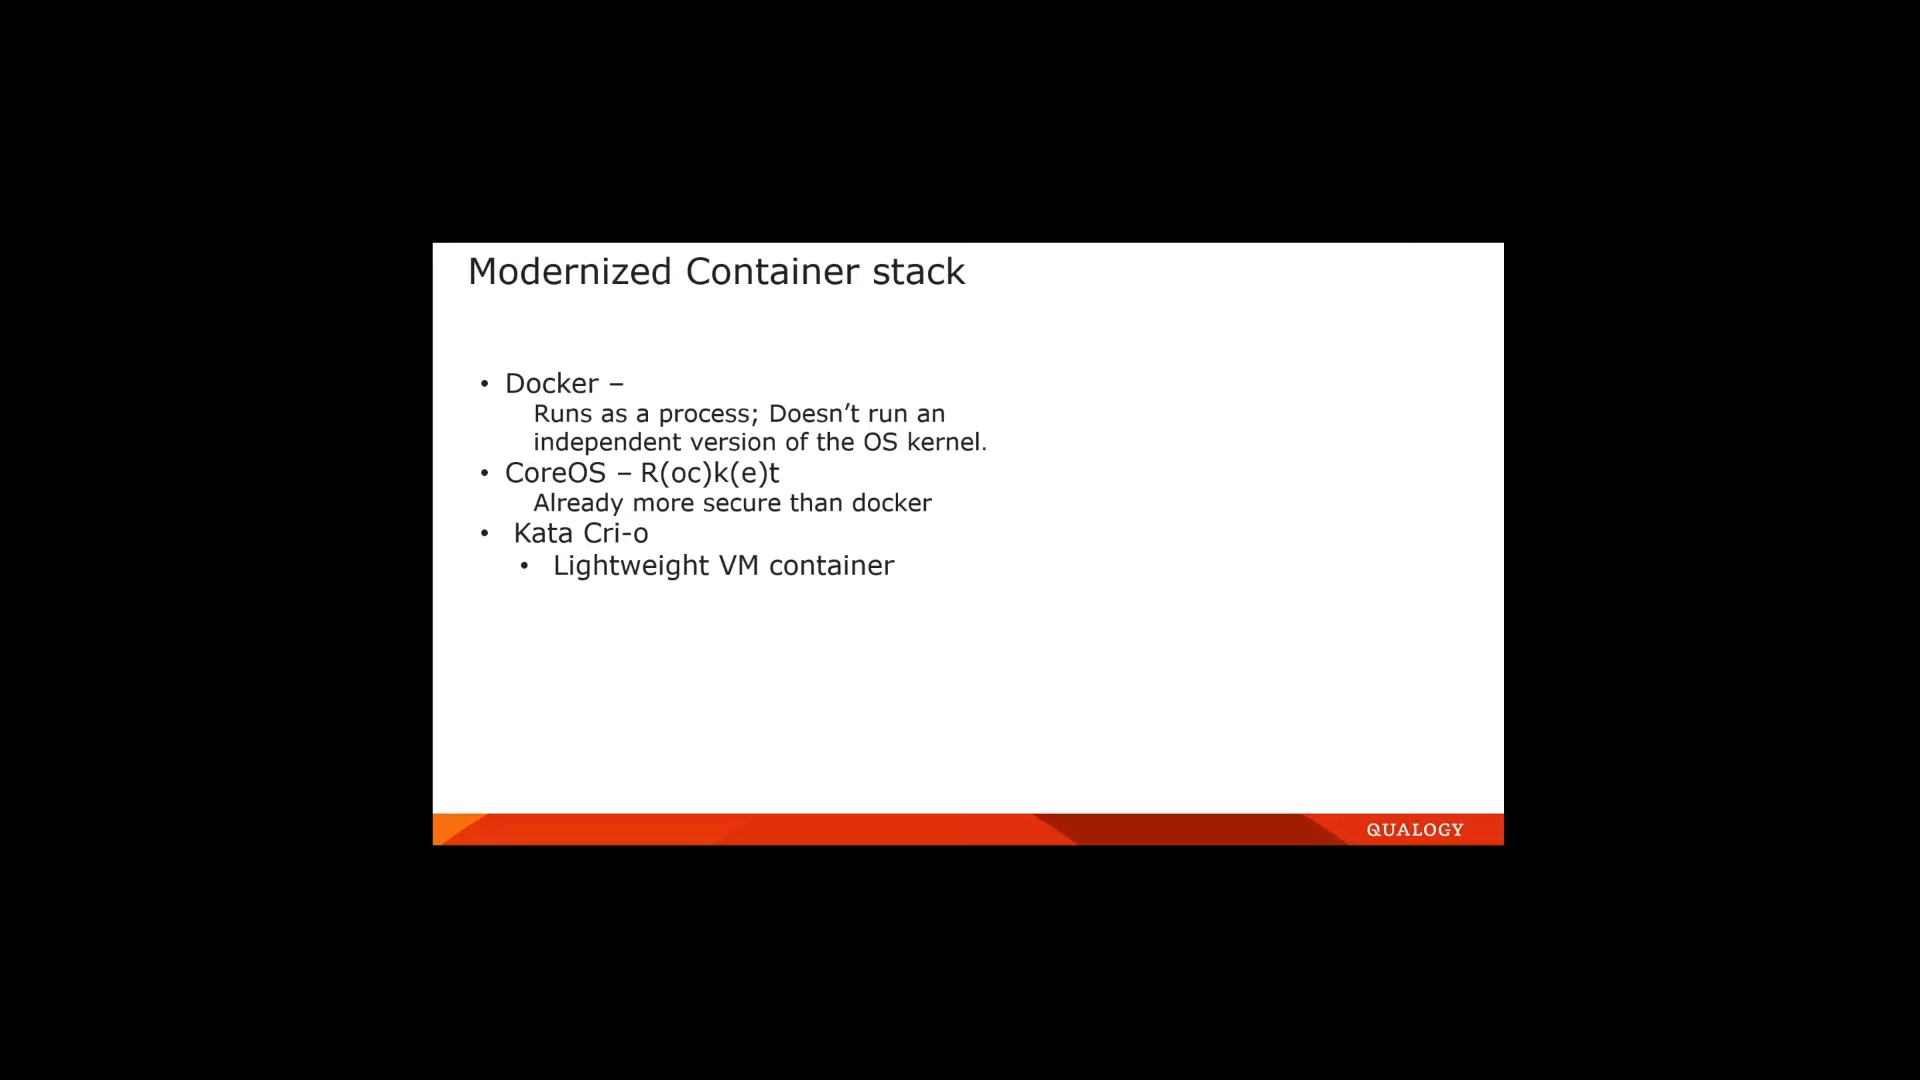 Modernized Container stack
• Docker –
Runs as a process; Doesn’t run an
independent version of the OS kernel.
• CoreOS – R(oc)k(e)t
Already more secure than docker
• Kata Cri-o
• Lightweight VM container
QUALOGY